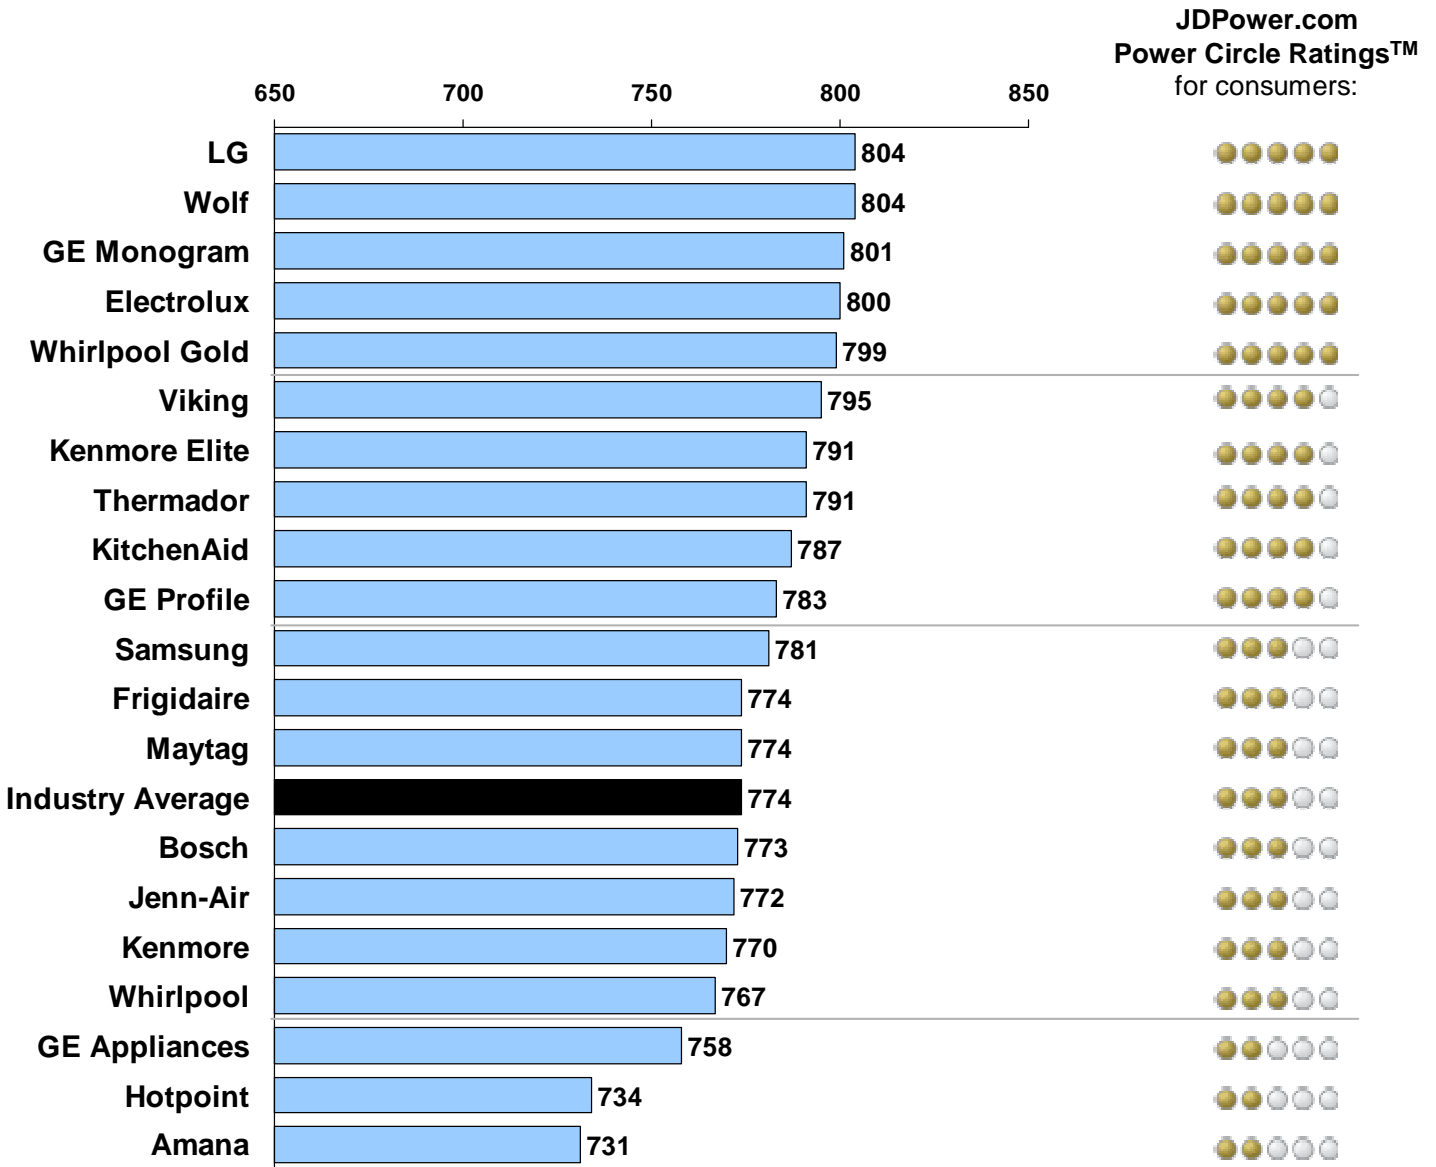 JDPower.com
Power Circle Ratings™
for consumers:
650 700 750 800 850
LG 804
Wolf 804
GE Monogram 801
Electrolux 800
Whirlpool Gold 799
Viking 795
Kenmore Elite 791
Thermador 791
KitchenAid 787
GE Profile 783
Samsung 781
Frigidaire 774
Maytag 774
Industry Average 774
Bosch 773
Jenn-Air 772
Kenmore 770
Whirlpool 767
GE Appliances 758
Hotpoint 734
Amana 731